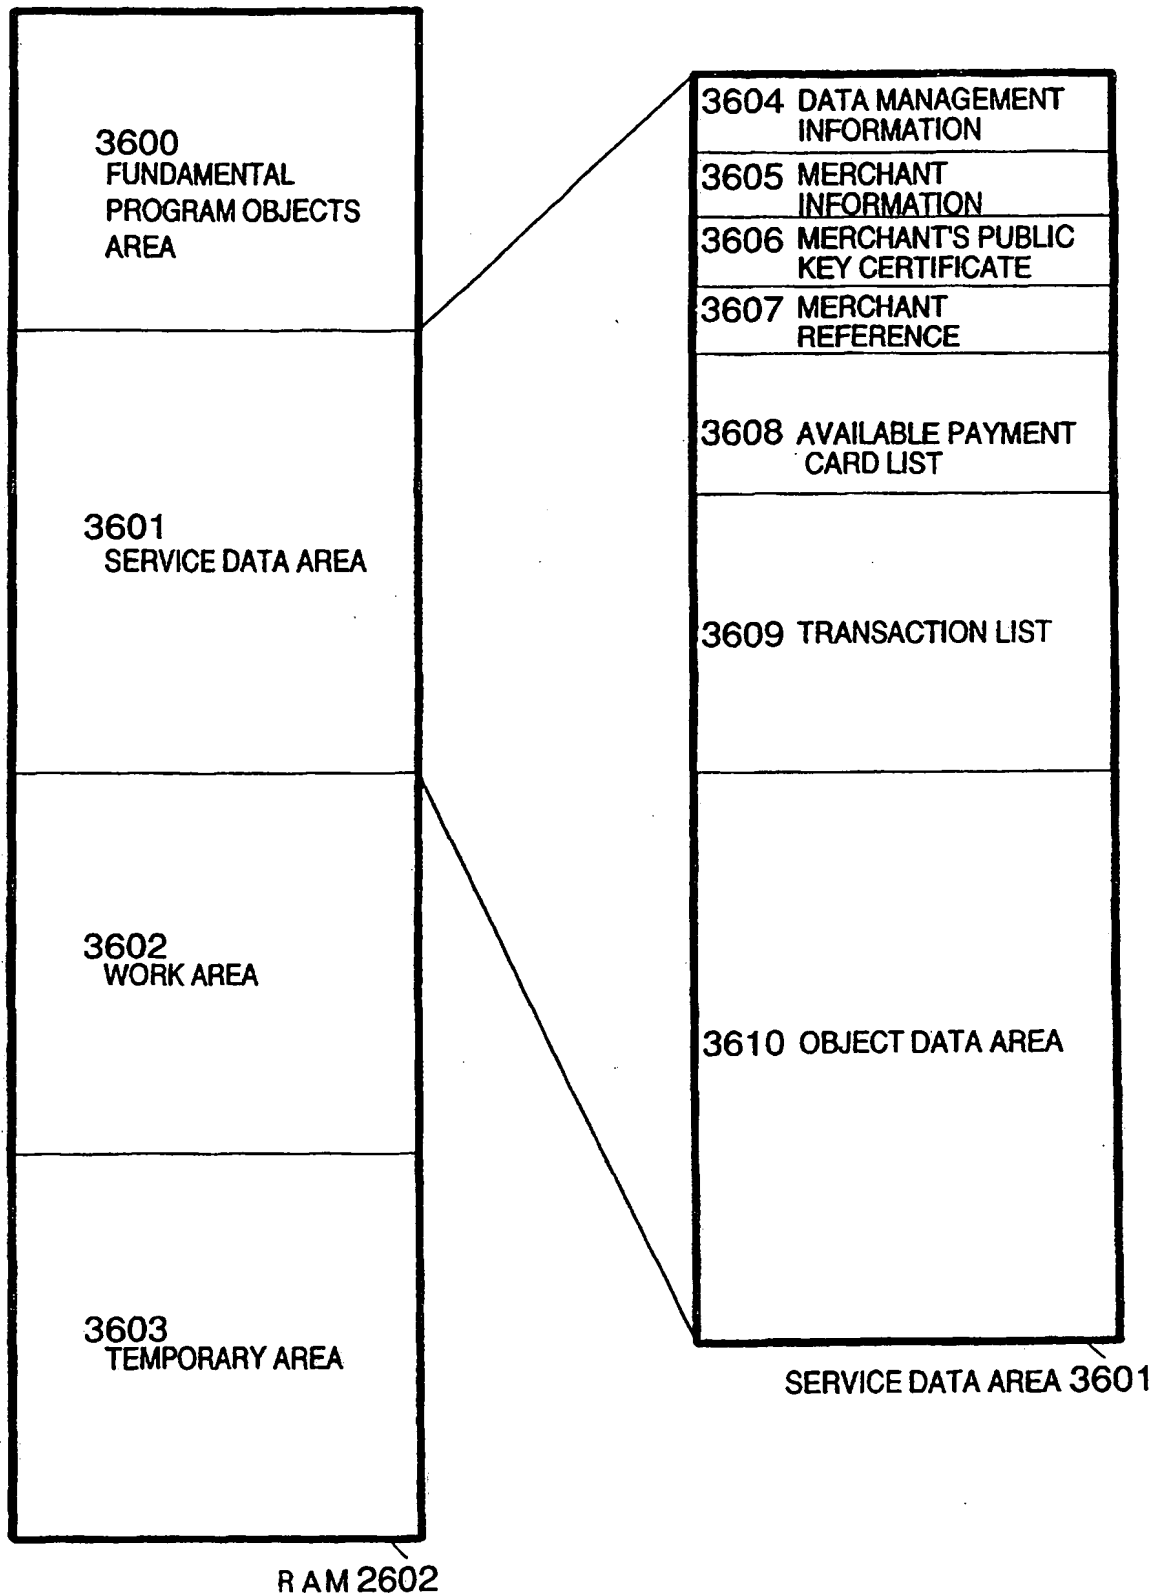 3600
FUNDAMENTAL
PROGRAM OBJECTS
AREA
3601
SERVICE DATA AREA
3602
WORK AREA
3603
TEMPORARY AREA
RAM 2602
3604 DATA MANAGEMENT
INFORMATION
3605 MERCHANT
INFORMATION
3606 MERCHANT'S PUBLIC
KEY CERTIFICATE
3607 MERCHANT
REFERENCE
3608 AVAILABLE PAYMENT
CARD LIST
3609 TRANSACTION LIST
3610 OBJECT DATA AREA
SERVICE DATA AREA 3601